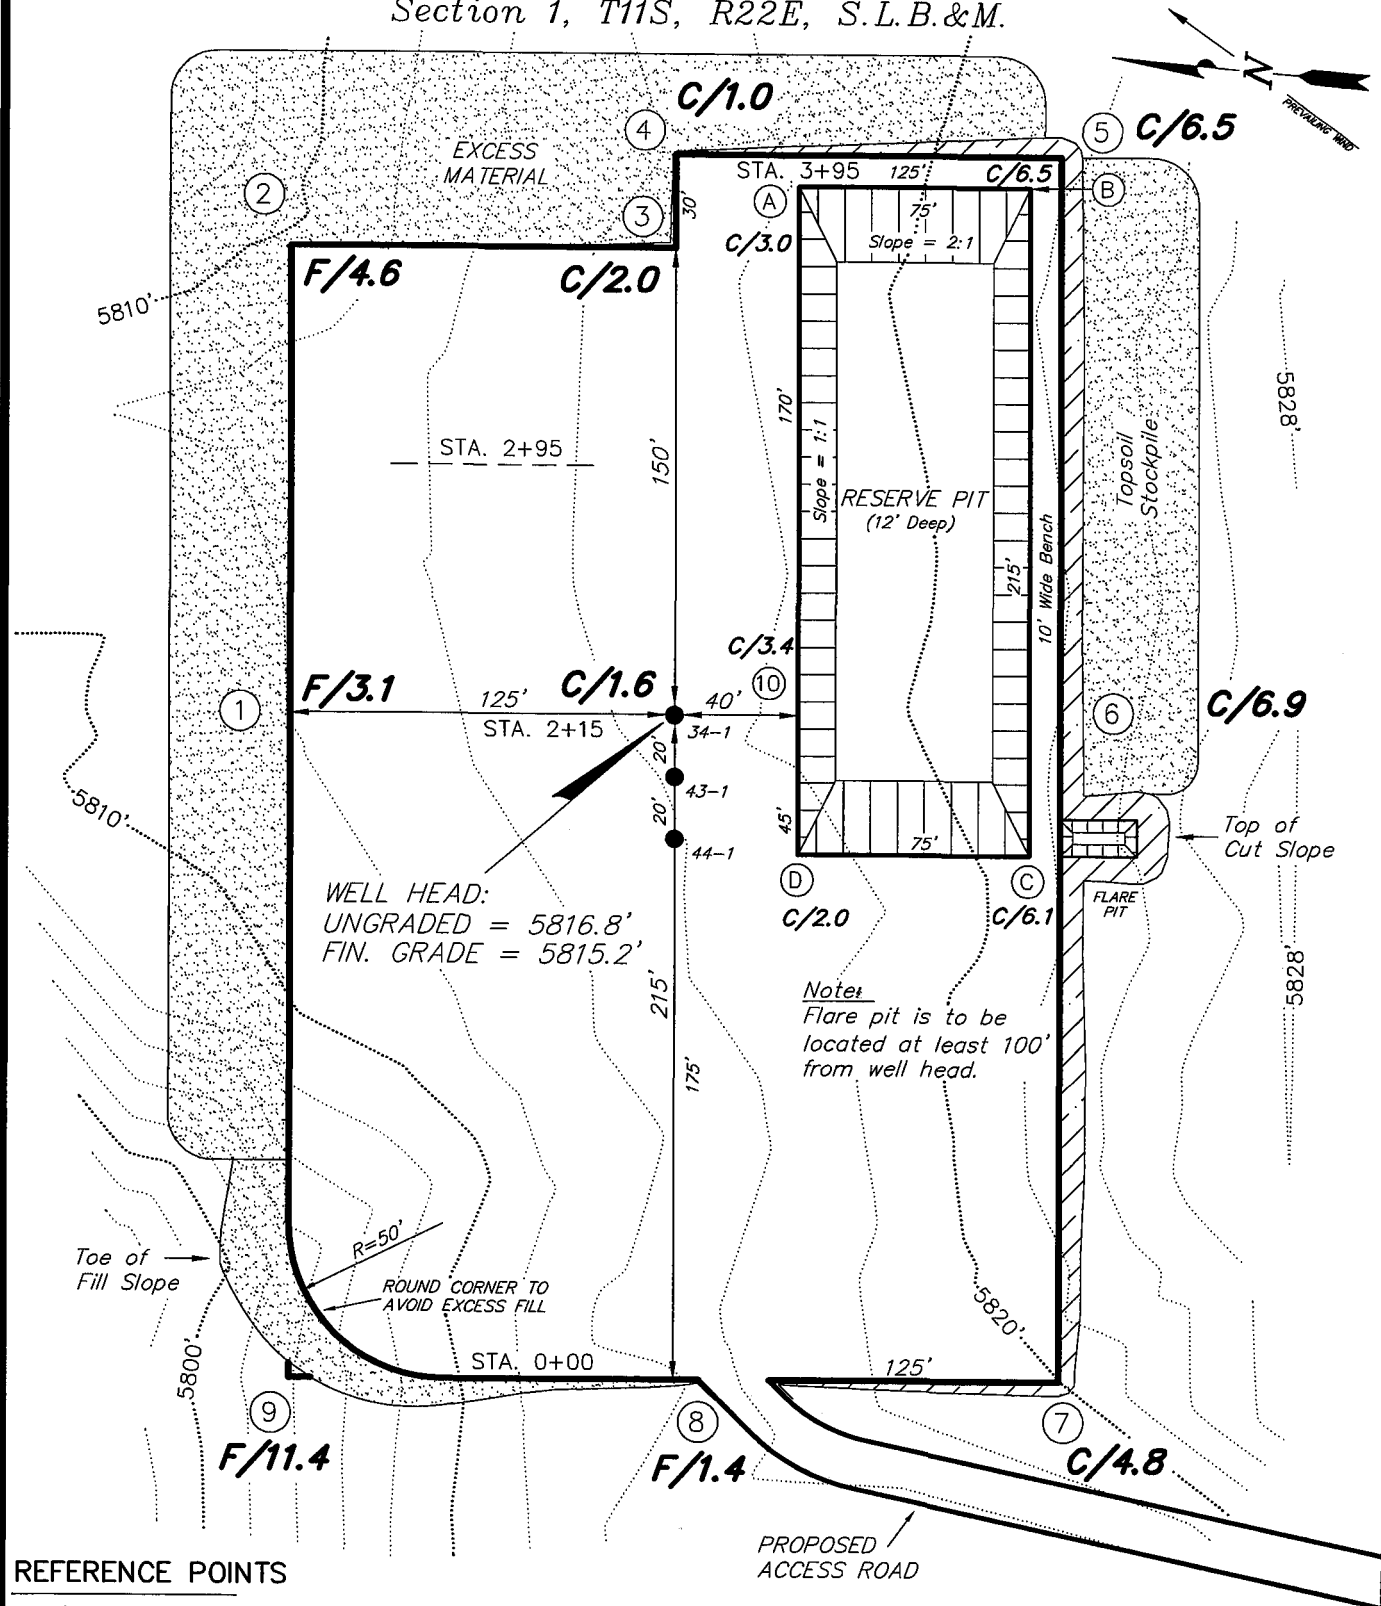 Section 1, T11S, R22E, S.L.B.&M.
N
PREVAILING WIND
C/1.0
4
5
C/6.5
EXCESS
MATERIAL
STA. 3+95
125'
C/6.5
2
A
B
3
30'
75'
C/3.0
Slope = 2:1
F/4.6
C/2.0
5810'
5828'
170'
STA. 2+95
150'
Slope = 1:1
RESERVE PIT
(12' Deep)
Topsoil
Stockpile
215'
10' Wide Bench
C/3.4
10
F/3.1
125'
C/1.6
40'
1
STA. 2+15
34-1
6
C/6.9
20'
43-1
20'
44-1
5810'
45'
75'
Top of
Cut Slope
D
C
FLARE
PIT
C/2.0
C/6.1
WELL HEAD:
UNGRADED = 5816.8'
FIN. GRADE = 5815.2'
215'
175'
5828'
Note:
Flare pit is to be
located at least 100'
from well head.
Toe of
Fill Slope
R=50'
ROUND CORNER TO
AVOID EXCESS FILL
5800'
5820'
STA. 0+00
125'
9
8
7
F/11.4
F/1.4
C/4.8
PROPOSED
ACCESS ROAD
REFERENCE POINTS